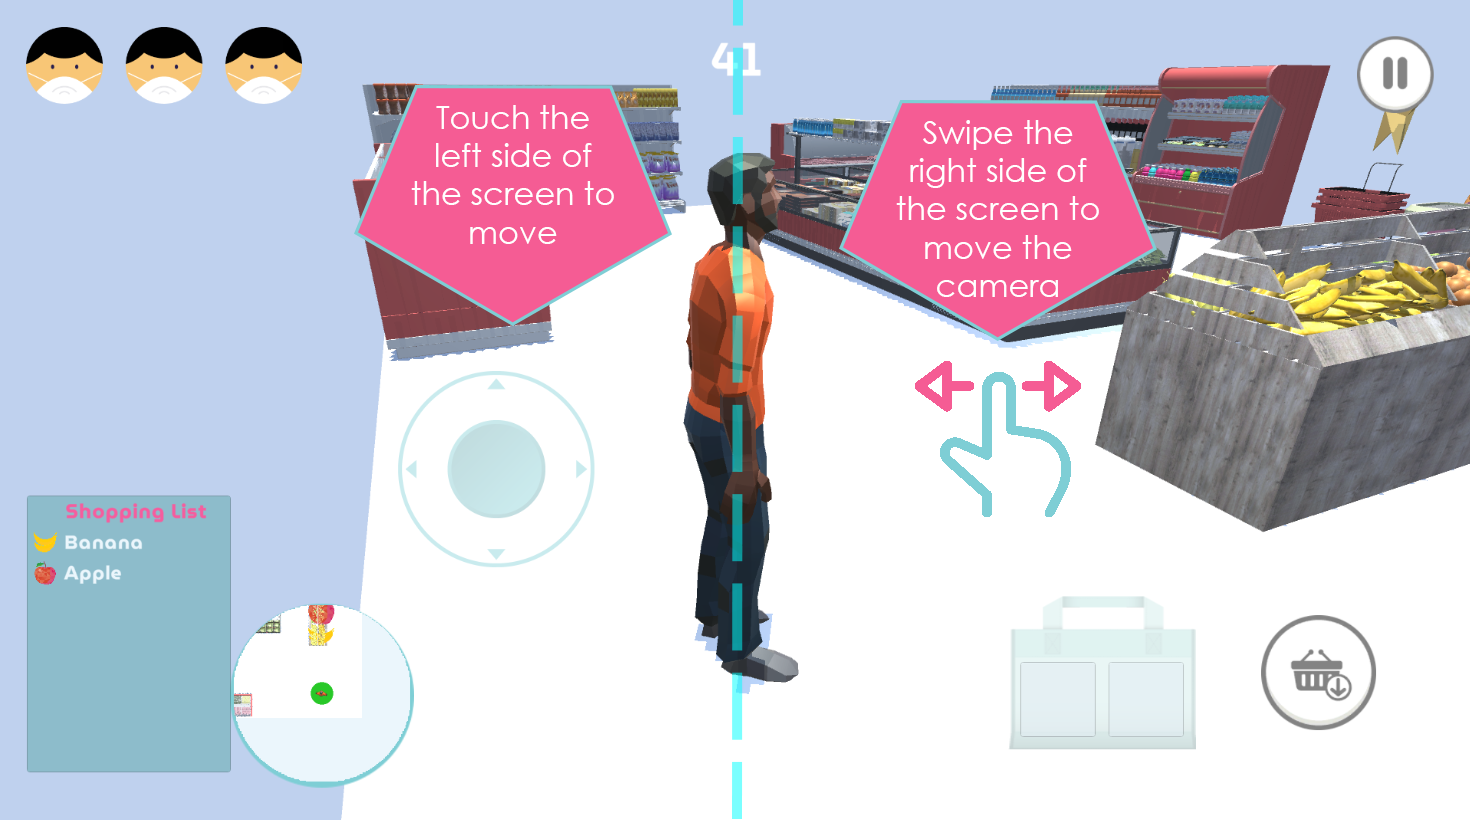 41
Touch the
left side of
the screen to
move
Swipe the
right side of
the screen to
move the
camera
Shopping List
Banana
Apple